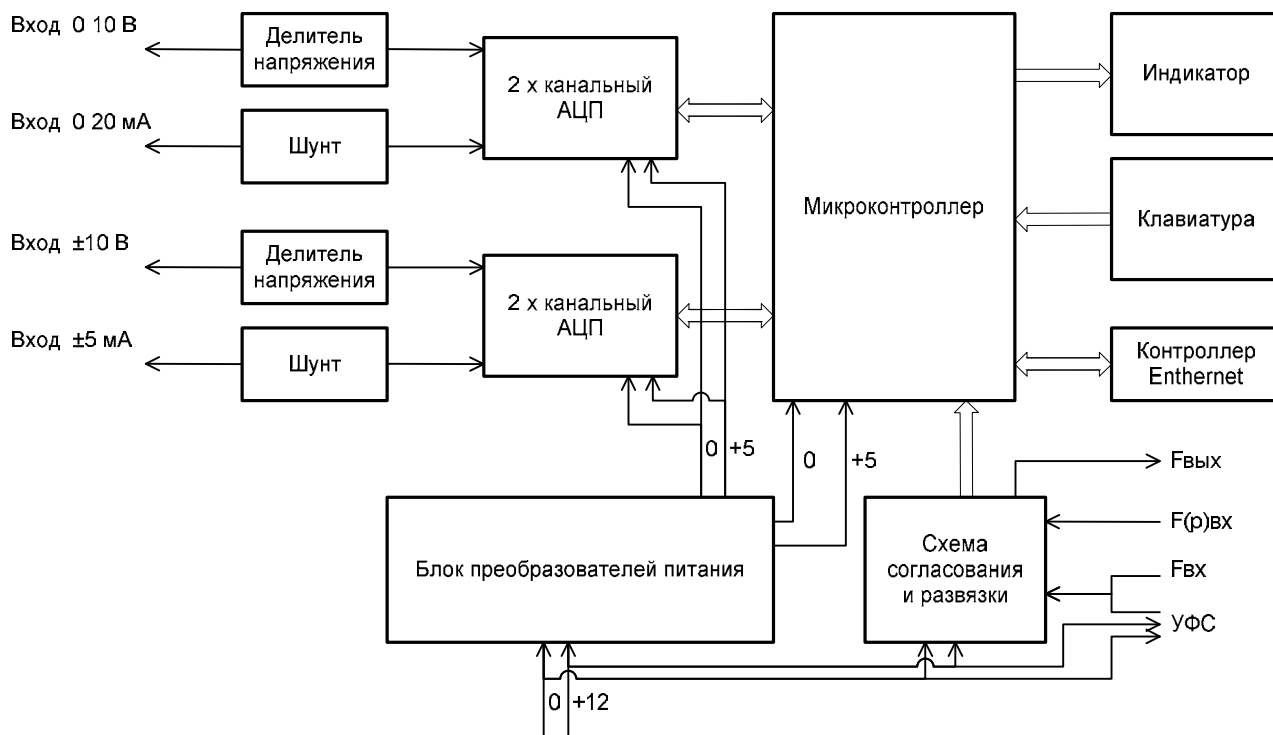 Вход 0 10 В
Делитель
напряжения
2 х канальный
АЦП
Вход 0 20 мА
Шунт
Микроконтроллер
Индикатор
Клавиатура
Вход ±10 В
Делитель
напряжения
2 х канальный
АЦП
Вход ±5 мА
Шунт
Контроллер
Enthernet
0 +5
0
+5
Fвых
F(р)вх
Fвх
УФС
Блок преобразователей питания
Схема
согласования
и развязки
0 +12